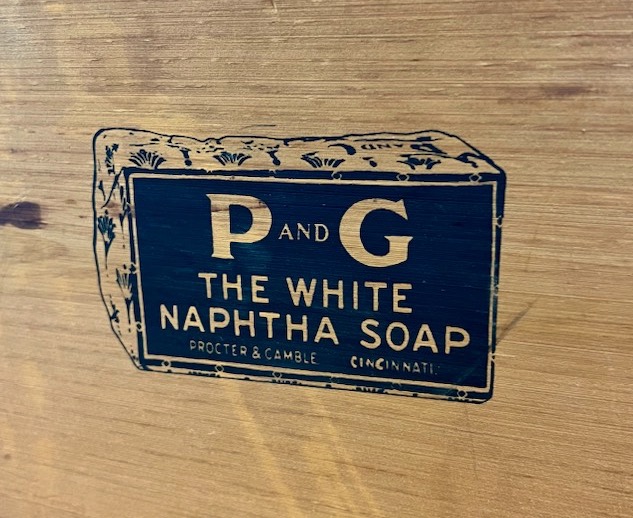 P AND G
THE WHITE
NAPHTHA SOAP
PROCTER & GAMBLE CINCINNATI.